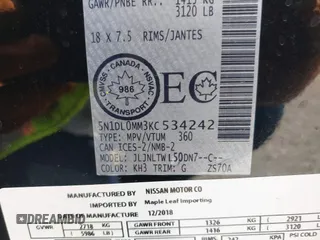 GAWR/PNBE RR.: 1415 KG
3120 LB
18 X 7.5 RIMS/JANTES
CMVSS - CANADA - NSVAC
986
TRANSPORT
EC
5N1DL0MM3KC534242
TYPE: MPV/VTUM 360
CAN ICES-2/NMB-2
MODEL: JLJNLTWL50DN7--C--
COLOR: KH3 TRIM: G 2S70A
MANUFACTURED BY NISSAN MOTOR CO
IMPORTED BY Maple Leaf Importing
MANUFACTURED 12/2018
GVWR 2718 KG GAWR FRONT 1326 KG 2921
5986 LB GAWR REAR 1436 KG PSI COLD
DREAMBID